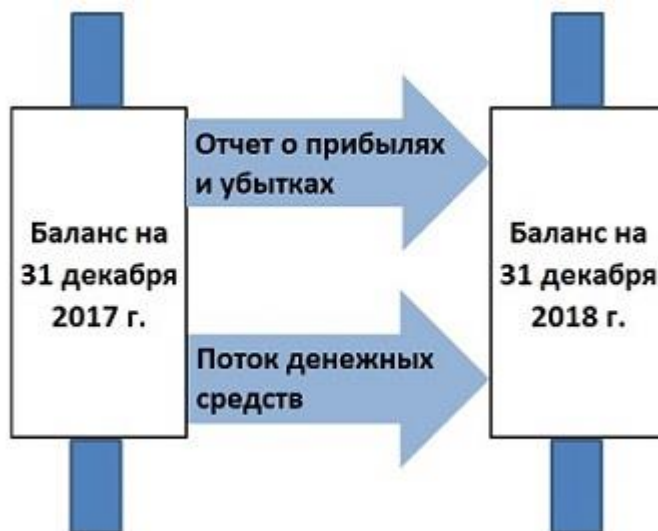 Баланс на
31 декабря
2017 г.
Отчет о прибылях
и убытках
Поток денежных
средств
Баланс на
31 декабря
2018 г.